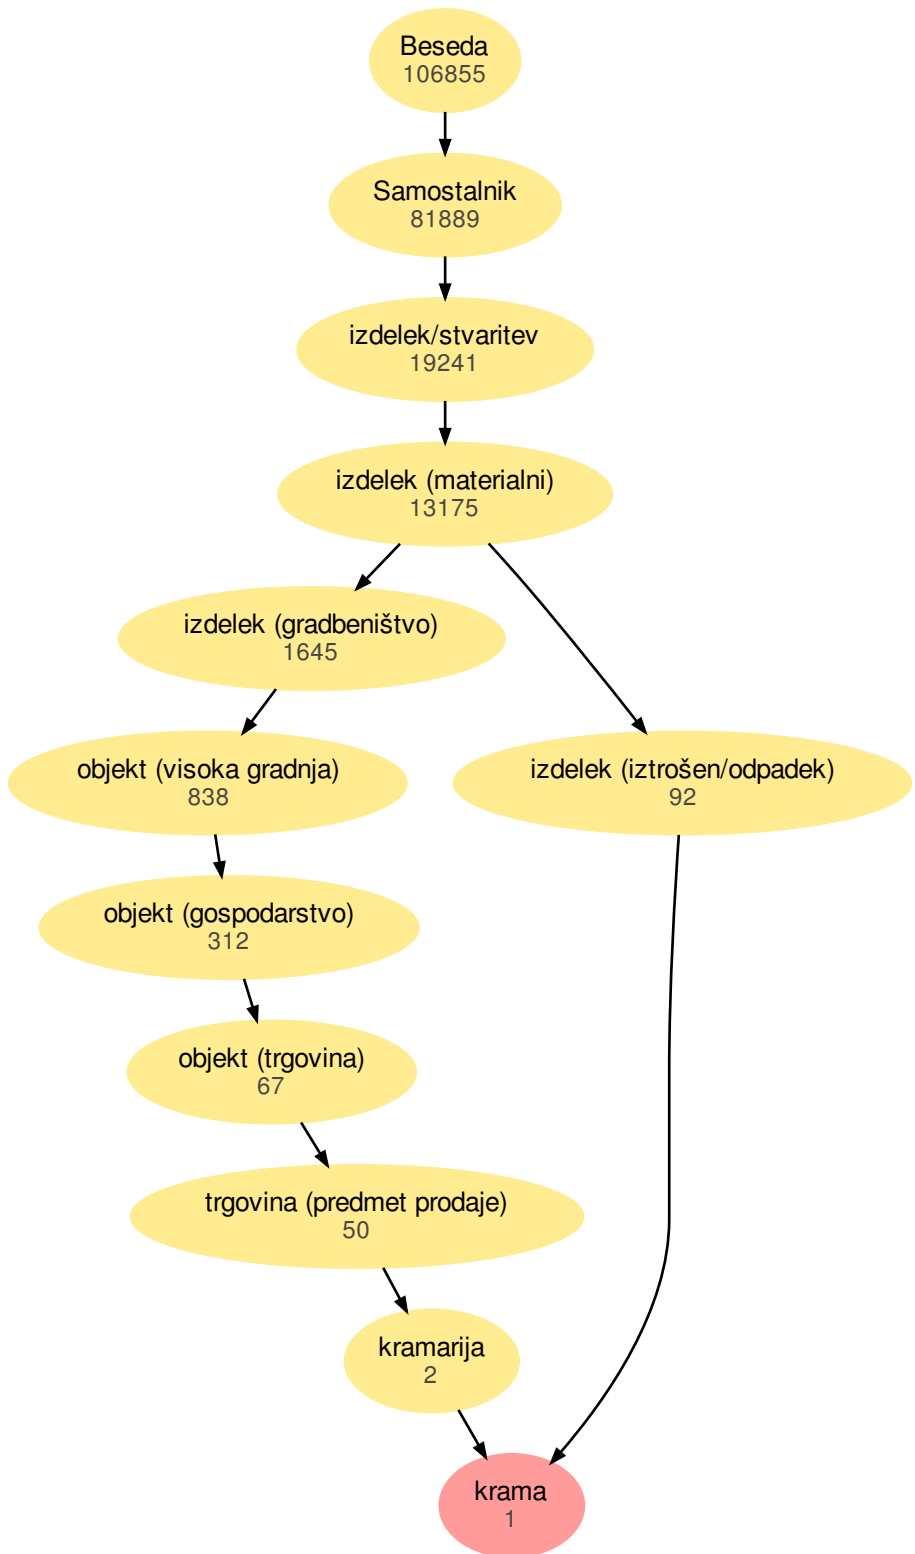 Beseda
106855
Samostalnik
81889
izdelek/stvaritev
19241
izdelek (materialni)
13175
izdelek (gradbeništvo)
1645
objekt (visoka gradnja)
838
izdelek (iztrošen/odpadek)
92
objekt (gospodarstvo)
312
objekt (trgovina)
67
trgovina (predmet prodaje)
50
kramarija
2
krama
1